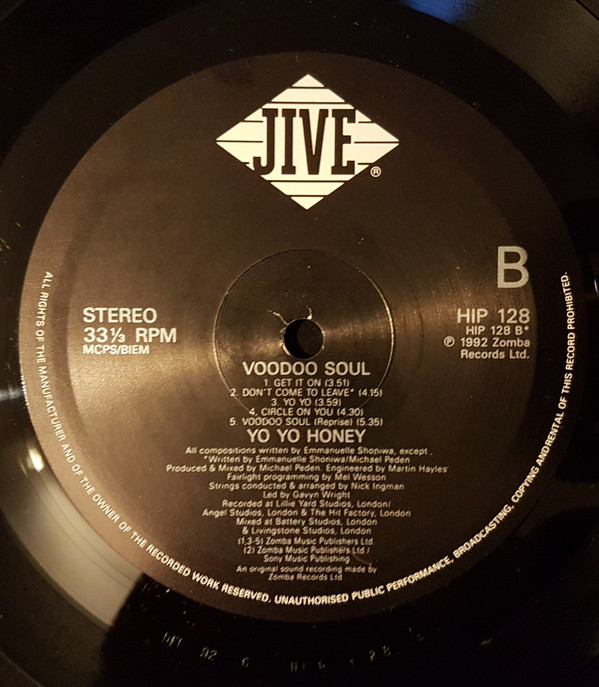 JIVE
®
B
STEREO
33⅓ RPM
MCPS/BIEM
HIP 128
HIP 128 B*
℗ 1992 Zomba
Records Ltd.
VOODOO SOUL
1. GET IT ON (3.51)
2. DON'T COME TO LEAVE* (4.15)
3. YO YO (3.59)
4. CIRCLE ON YOU (4.30)
5. VOODOO SOUL (Reprise) (5.35)
YO YO HONEY
All compositions written by Emmanuelle Shoniwa, except
*Written by Emmanuelle Shoniwa/Michael Peden
Produced & Mixed by Michael Peden. Engineered by Martin Hayles
Fairlight programming by Mel Wesson
Strings conducted & arranged by Nick Ingman
Led by Gavyn Wright
Recorded at Lillie Yard Studios, London/
Angel Studios, London & The Hit Factory, London
Mixed at Battery Studios, London
& Livingstone Studios, London
(1,3-5) Zomba Music Publishers Ltd.
(2) Zomba Music Publishers Ltd./
Sony Music Publishing
An original sound recording made by
Zomba Records Ltd
ALL RIGHTS OF THE MANUFACTURER AND OF THE OWNER OF THE RECORDED WORK RESERVED. UNAUTHORISED PUBLIC PERFORMANCE, BROADCASTING, COPYING AND RENTAL OF THIS RECORD PROHIBITED.